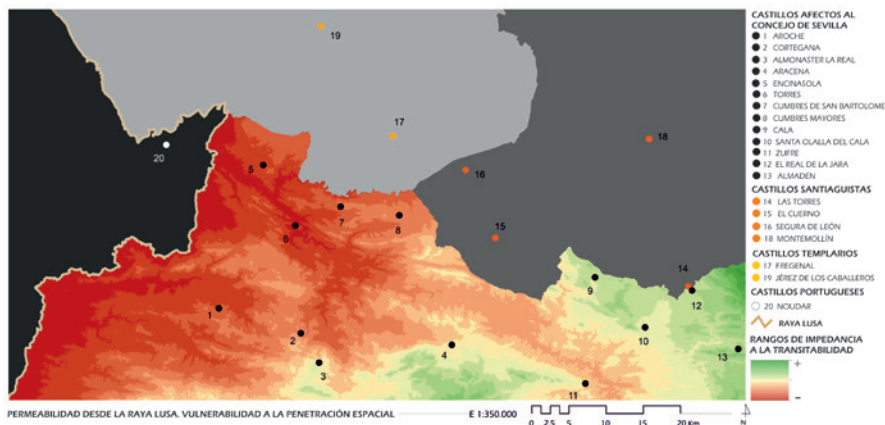 CASTILLOS AFECTOS AL
CONCEJO DE SEVILLA
1 AROCHE
2 CORTEGANA
3 ALMONASTER LA REAL
4 ARACENA
5 ENCINASOLA
6 TORRES
7 CUMBRES DE SAN BARTOLOMÉ
8 CUMBRES MAYORES
9 CALA
10 SANTA OLALLA DEL CALA
11 ZUFRE
12 EL REAL DE LA JARA
13 ALMADÉN
CASTILLOS SANTIAGUISTAS
14 LAS TORRES
15 EL CUERNO
16 SEGURA DE LEÓN
18 MONTEMOLLÍN
CASTILLOS TEMPLARIOS
17 FREGENAL
19 JÉREZ DE LOS CABALLEROS
CASTILLOS PORTUGUESES
20 NOUDAR
RAYA LUSA
RANGOS DE IMPEDANCIA
A LA TRANSITABILIDAD
+
−
19
17
20
18
5
16
7
8
6
15
14
9
12
1
2
10
4
3
13
11
PERMEABILIDAD DESDE LA RAYA LUSA. VULNERABILIDAD A LA PENETRACIÓN ESPACIAL
E 1:350.000
0 2.5 5 10 15 20 Km
N